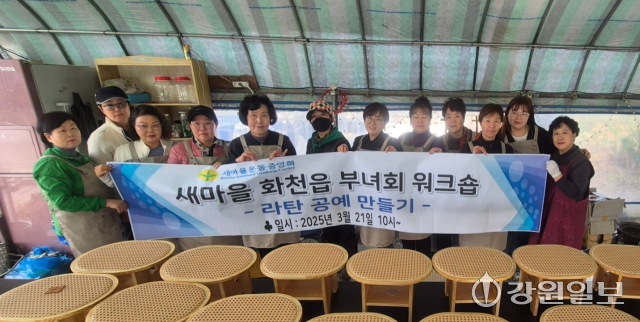 새마을운동중앙회
새마을 화천읍 부녀회 워크숍
- 라탄 공예 만들기 -
♣일시 : 2025년 3월 21일 10시~
강원일보